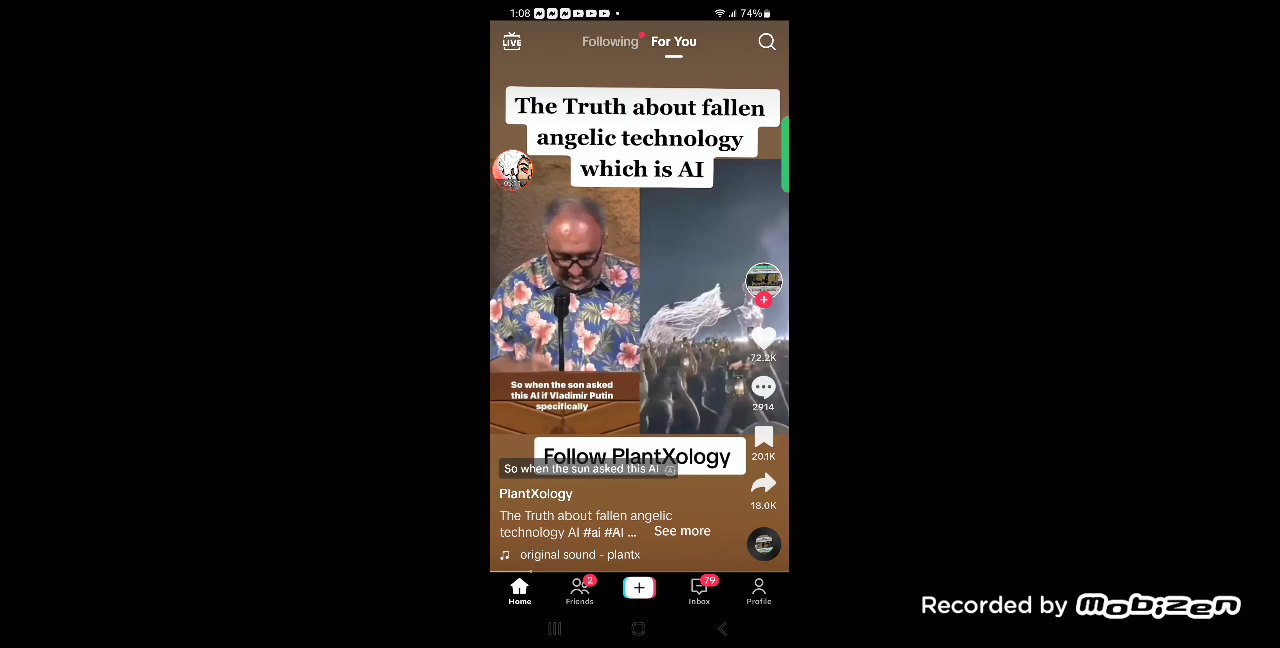 1:08
74%
LIVE
Following
For You
The Truth about fallen
angelic technology
which is AI
So when the son asked
this AI if Vladimir Putin
specifically
72.2K
2914
20.1K
18.0K
Follow PlantXology
So when the sun asked this AI
PlantXology
The Truth about fallen angelic
technology AI #ai #AI ... See more
original sound - plantx
2
79
Home
Friends
Inbox
Profile
Recorded by Mobizen